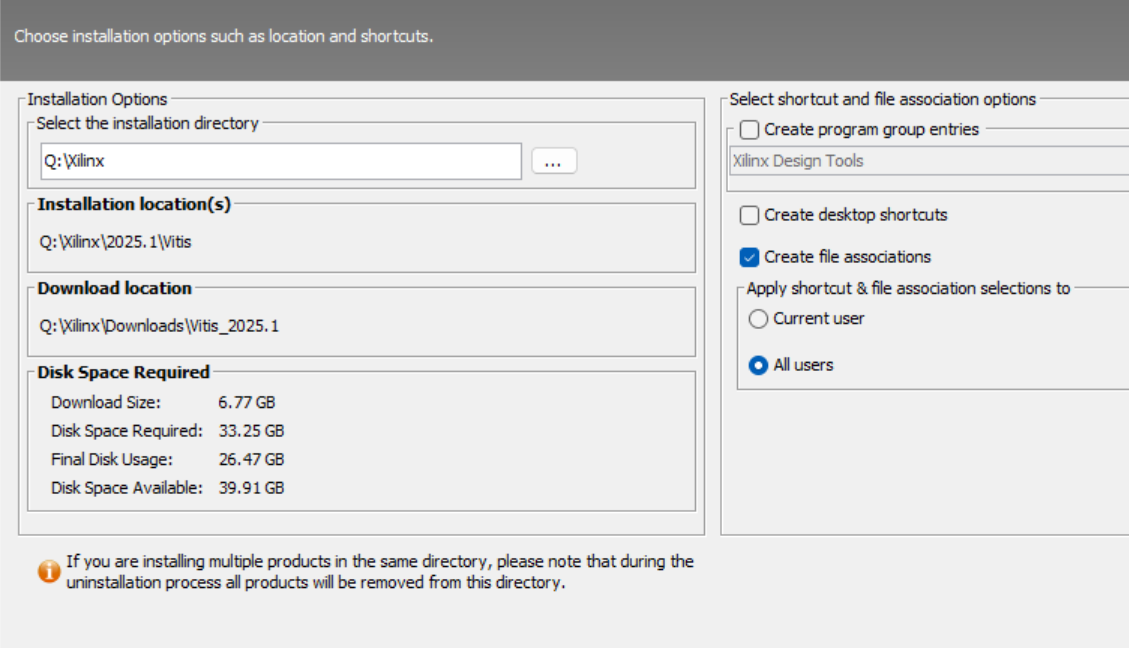 Choose installation options such as location and shortcuts.
Installation Options
Select the installation directory
Q:\Xilinx
...
Installation location(s)
Q:\Xilinx\2025.1\Vitis
Download location
Q:\Xilinx\Downloads\Vitis_2025.1
Disk Space Required
Download Size: 6.77 GB
Disk Space Required: 33.25 GB
Final Disk Usage: 26.47 GB
Disk Space Available: 39.91 GB
Select shortcut and file association options
Create program group entries
Xilinx Design Tools
Create desktop shortcuts
Create file associations
Apply shortcut & file association selections to
Current user
All users
If you are installing multiple products in the same directory, please note that during the
uninstallation process all products will be removed from this directory.